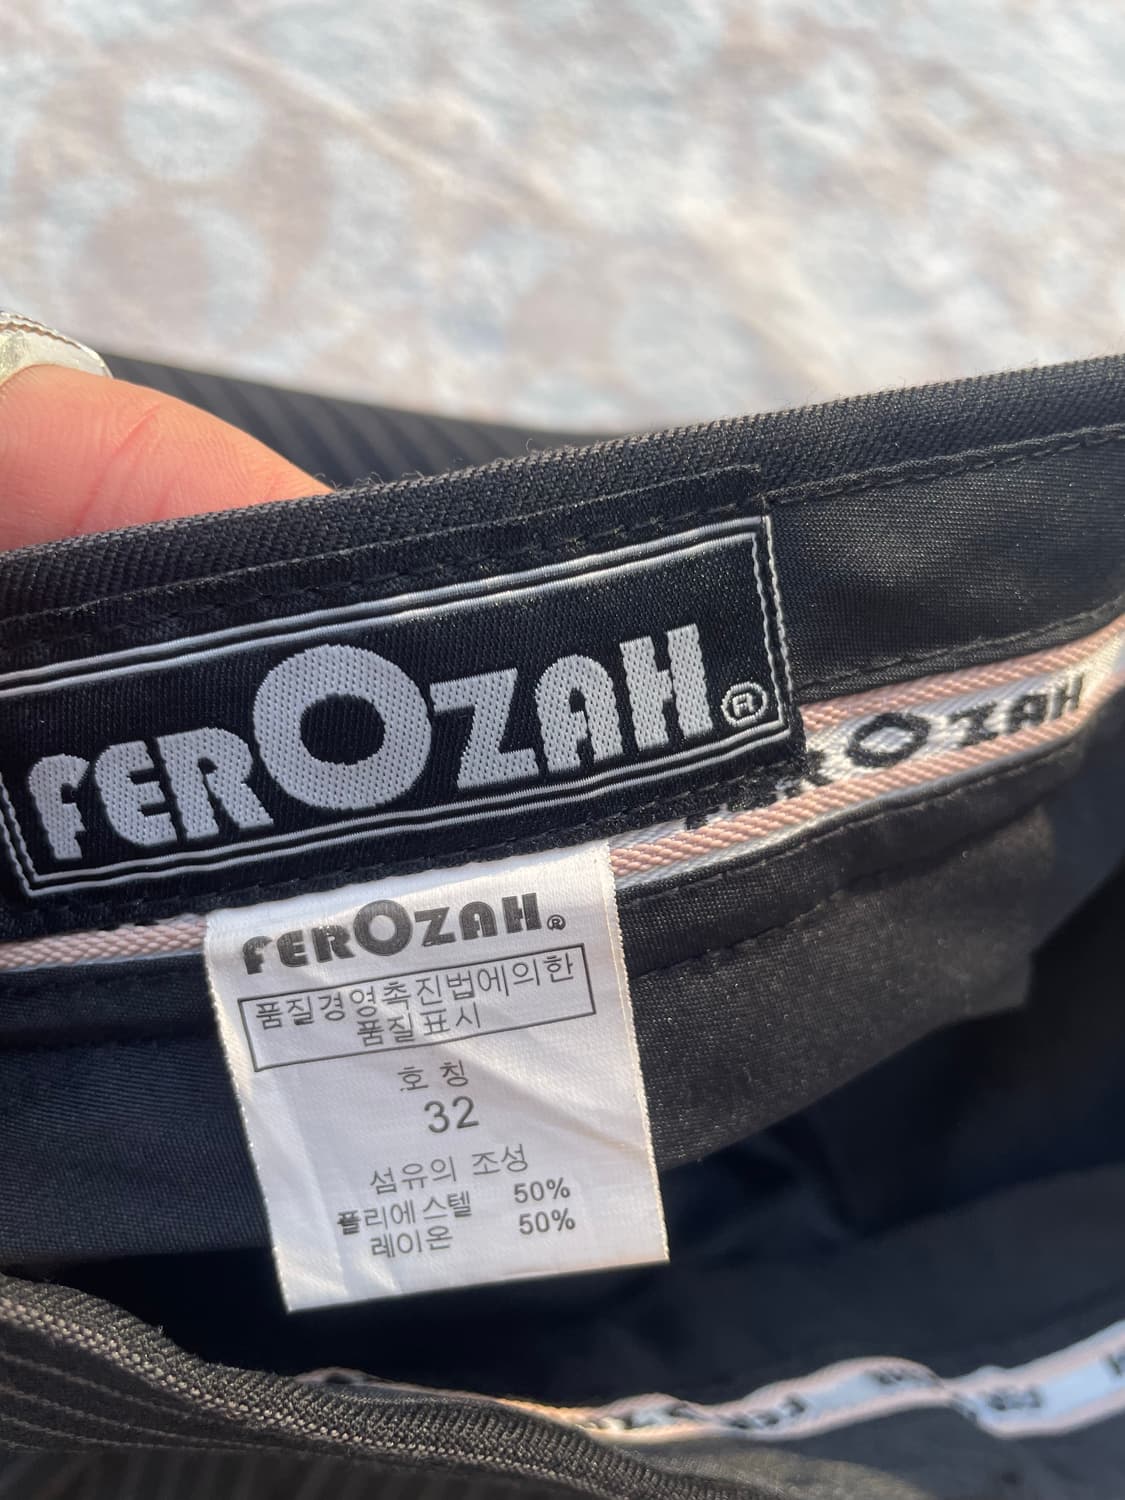 FEROZAH®
FEROZAH
FEROZAH®
품질경영촉진법에의한
품질표시
호칭
32
섬유의 조성
폴리에스텔 50%
레이온 50%